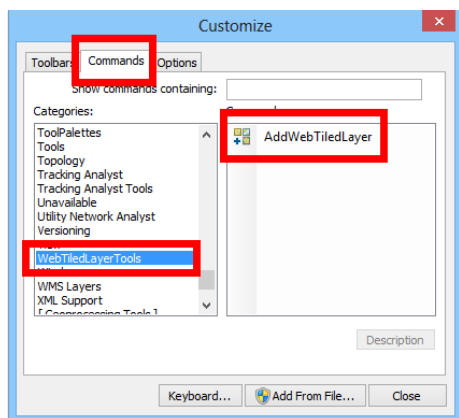 Customize
Toolbars Commands Options
Show commands containing:
Categories:
ToolPalettes
AddWebTiledLayer
Tools
Topology
Tracking Analyst
Tracking Analyst Tools
Unavailable
Utility Network Analyst
Versioning
WebTiledLayerTools
WMS Layers
XML Support
[ Geoprocessing Tools ]
Description
Keyboard...
Add From File...
Close